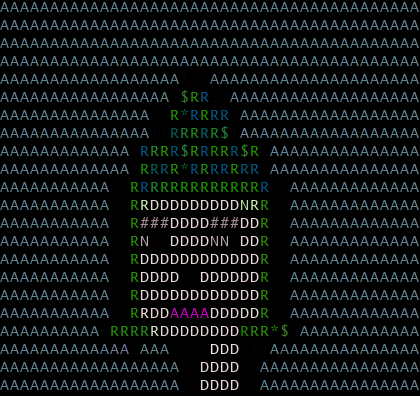 AAAAAAAAAAAAAAAAAAAAAAAAAAAAAAAAAAAAAAAAAA
AAAAAAAAAAAAAAAAAAAAAAAAAAAAAAAAAAAAAAAAAA
AAAAAAAAAAAAAAAAAAAAAAAAAAAAAAAAAAAAAAAAAA
AAAAAAAAAAAAAAAAAAAAAAAAAAAAAAAAAAAAAAAAAA
AAAAAAAAAAAAAAAAAA   AAAAAAAAAAAAAAAAAAAAA
AAAAAAAAAAAAAAAAA $RR  AAAAAAAAAAAAAAAAAAA
AAAAAAAAAAAAAAA  R*RRRR AAAAAAAAAAAAAAAAAA
AAAAAAAAAAAAAAA  RRRRR$ AAAAAAAAAAAAAAAAAA
AAAAAAAAAAAAA RRRR$RRRRR$R AAAAAAAAAAAAAAA
AAAAAAAAAAAAA RRRR*RRRRRRR AAAAAAAAAAAAAAA
AAAAAAAAAAA  RRRRRRRRRRRRRR  AAAAAAAAAAAAA
AAAAAAAAAAA  RRDDDDDDDDDNRR  AAAAAAAAAAAAA
AAAAAAAAAAA  R###DDDD###DDR  AAAAAAAAAAAAA
AAAAAAAAAAA  RN  DDDDNN DDR  AAAAAAAAAAAAA
AAAAAAAAAAA  RDDDDDDDDDDDDR  AAAAAAAAAAAAA
AAAAAAAAAAA  RDDDD  DDDDDDR  AAAAAAAAAAAAA
AAAAAAAAAAA  RDDDDDDDDDDDDR  AAAAAAAAAAAAA
AAAAAAAAAAA  RRDDAAAADDDDDR  AAAAAAAAAAAAA
AAAAAAAAAA RRRRRDDDDDDDDRRR*$ AAAAAAAAAAAA
AAAAAAAAAAAAA AAA    DDD   AAAAAAAAAAAAAAA
AAAAAAAAAAAAAAAAAA  DDDD  AAAAAAAAAAAAAAAA
AAAAAAAAAAAAAAAAAA  DDDD  AAAAAAAAAAAAAAAA